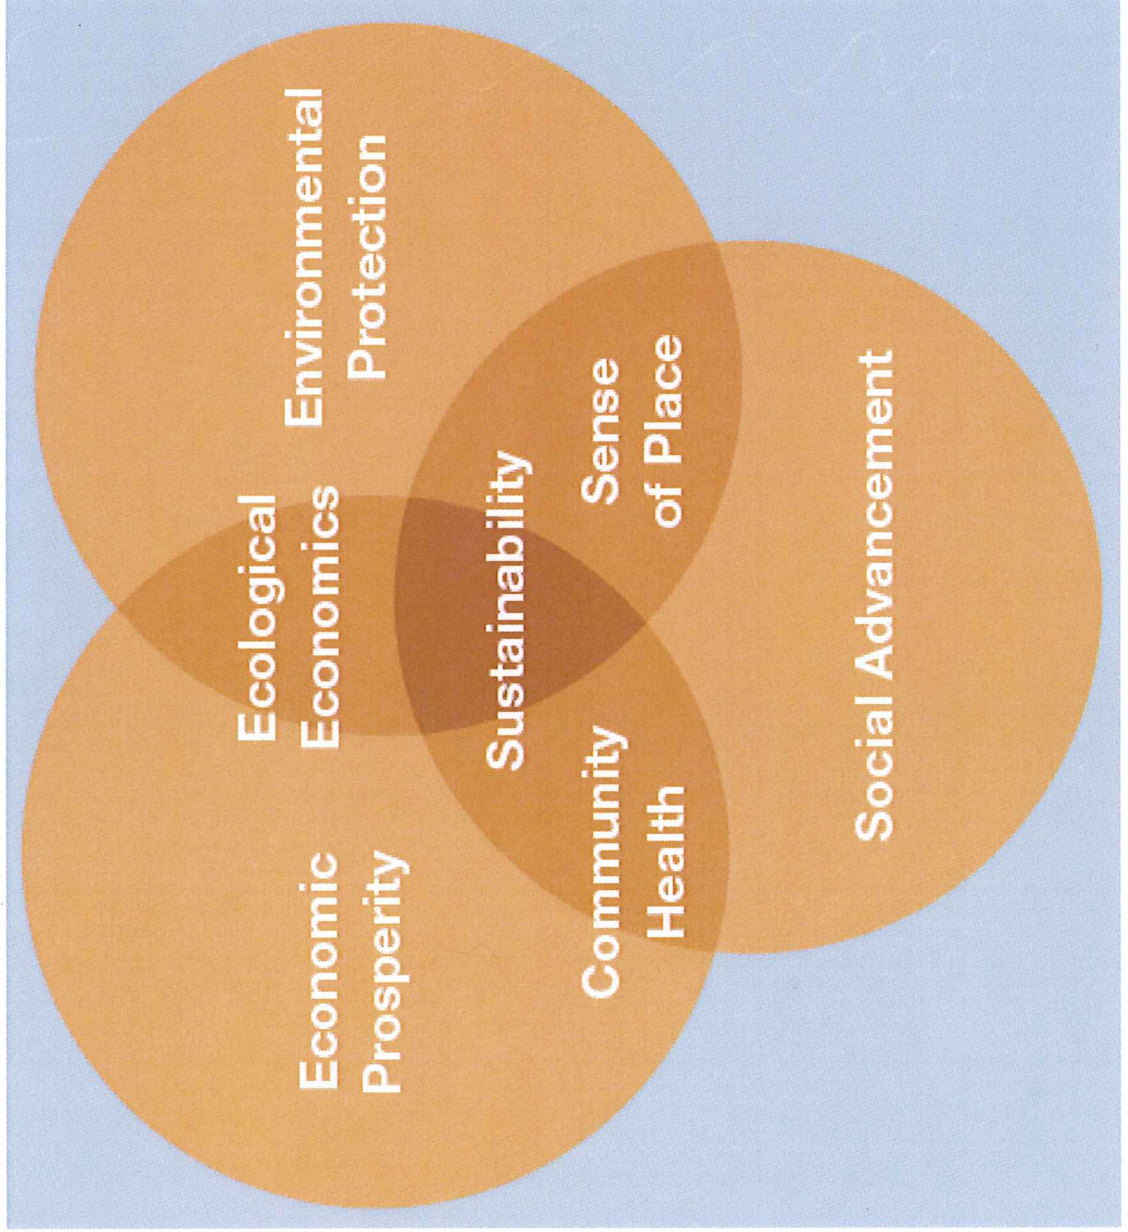 Economic
Prosperity
Ecological
Economics
Environmental
Protection
Sustainability
Community
Health
Sense
of Place
Social Advancement